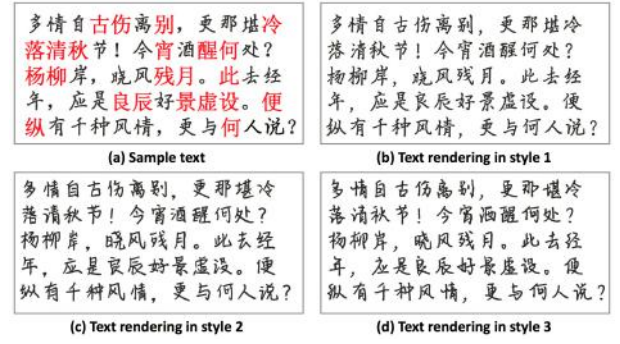 多情自古伤离别，更那堪冷
落清秋节！今宵酒醒何处？
杨柳岸，晓风残月。此去经
年，应是良辰好景虚设。便
纵有千种风情，更与何人说？
(a) Sample text
多情自古伤离别，更那堪冷
落清秋节！今宵酒醒何处？
杨柳岸，晓风残月。此去经
年，应是良辰好景虚设。便
纵有千种风情，更与何人说？
(b) Text rendering in style 1
多情自古伤离别，更那堪冷
落清秋节！今宵酒醒何处？
杨柳岸，晓风残月。此去经
年，应是良辰好景虚设。便
纵有千种风情，更与何人说？
(c) Text rendering in style 2
多情自古伤离别，更那堪冷
落清秋节！今宵酒醒何处？
杨柳岸，晓风残月。此去经
年，应是良辰好景虚设。便
纵有千种风情，更与何人说？
(d) Text rendering in style 3